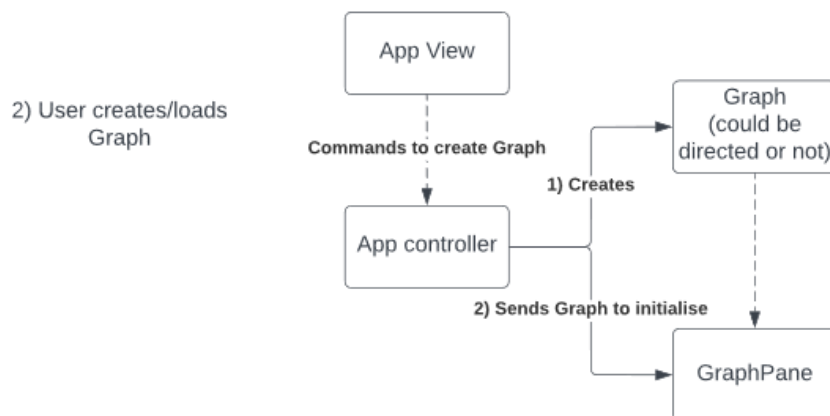 App View
2) User creates/loads
Graph
Graph
(could be
directed or not)
Commands to create Graph
1) Creates
App controller
2) Sends Graph to initialise
GraphPane